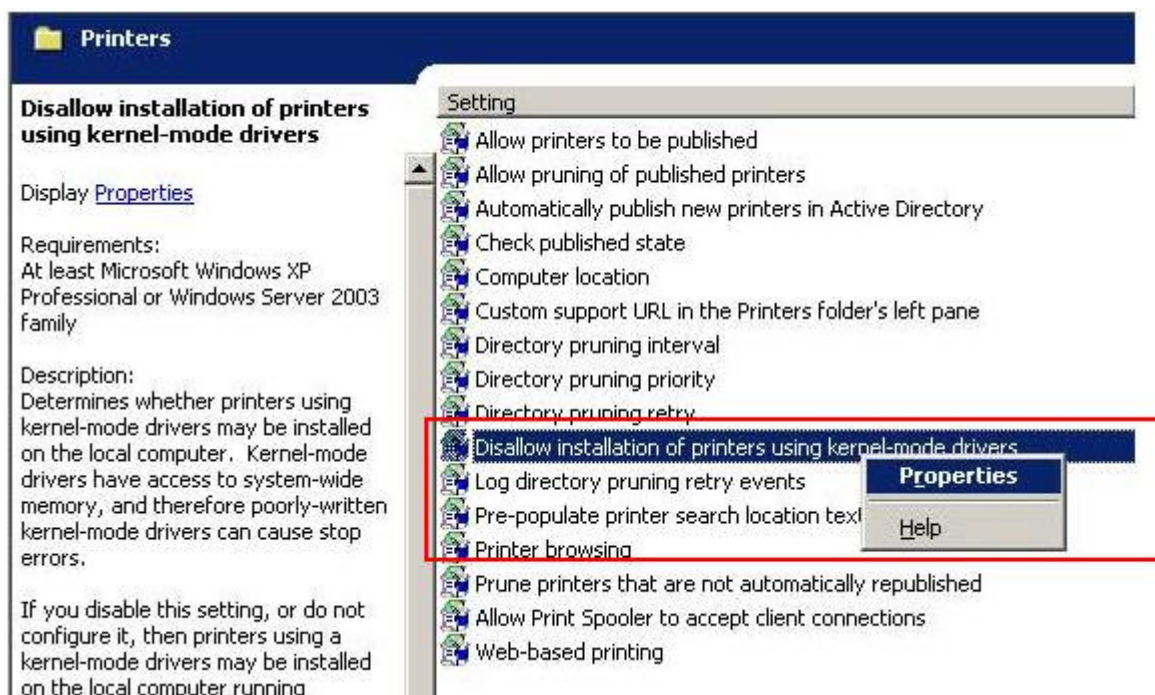 Printers
Disallow installation of printers
using kernel-mode drivers
Display Properties
Requirements:
At least Microsoft Windows XP
Professional or Windows Server 2003
family
Description:
Determines whether printers using
kernel-mode drivers may be installed
on the local computer. Kernel-mode
drivers have access to system-wide
memory, and therefore poorly-written
kernel-mode drivers can cause stop
errors.
If you disable this setting, or do not
configure it, then printers using a
kernel-mode drivers may be installed
on the local computer running
Setting
Allow printers to be published
Allow pruning of published printers
Automatically publish new printers in Active Directory
Check published state
Computer location
Custom support URL in the Printers folder's left pane
Directory pruning interval
Directory pruning priority
Directory pruning retry
Disallow installation of printers using kernel-mode drivers
Log directory pruning retry events
Pre-populate printer search location text
Printer browsing
Prune printers that are not automatically republished
Allow Print Spooler to accept client connections
Web-based printing
Properties
Help